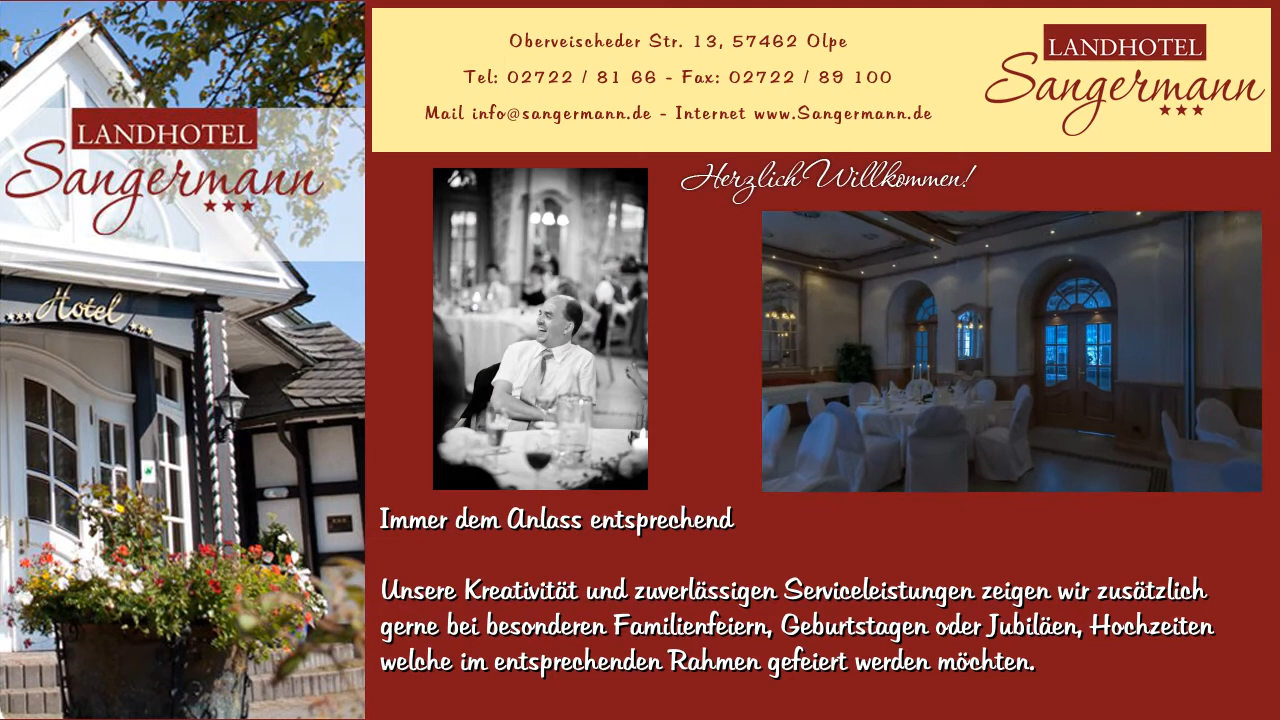 LANDHOTEL
Sangermann
Hotel
Oberveischeder Str. 13, 57462 Olpe
Tel: 02722 / 81 66 - Fax: 02722 / 89 100
Mail info@sangermann.de - Internet www.Sangermann.de
LANDHOTEL
Sangermann
Herzlich Willkommen!
Immer dem Anlass entsprechend
Unsere Kreativität und zuverlässigen Serviceleistungen zeigen wir zusätzlich
gerne bei besonderen Familienfeiern, Geburtstagen oder Jubiläen, Hochzeiten
welche im entsprechenden Rahmen gefeiert werden möchten.